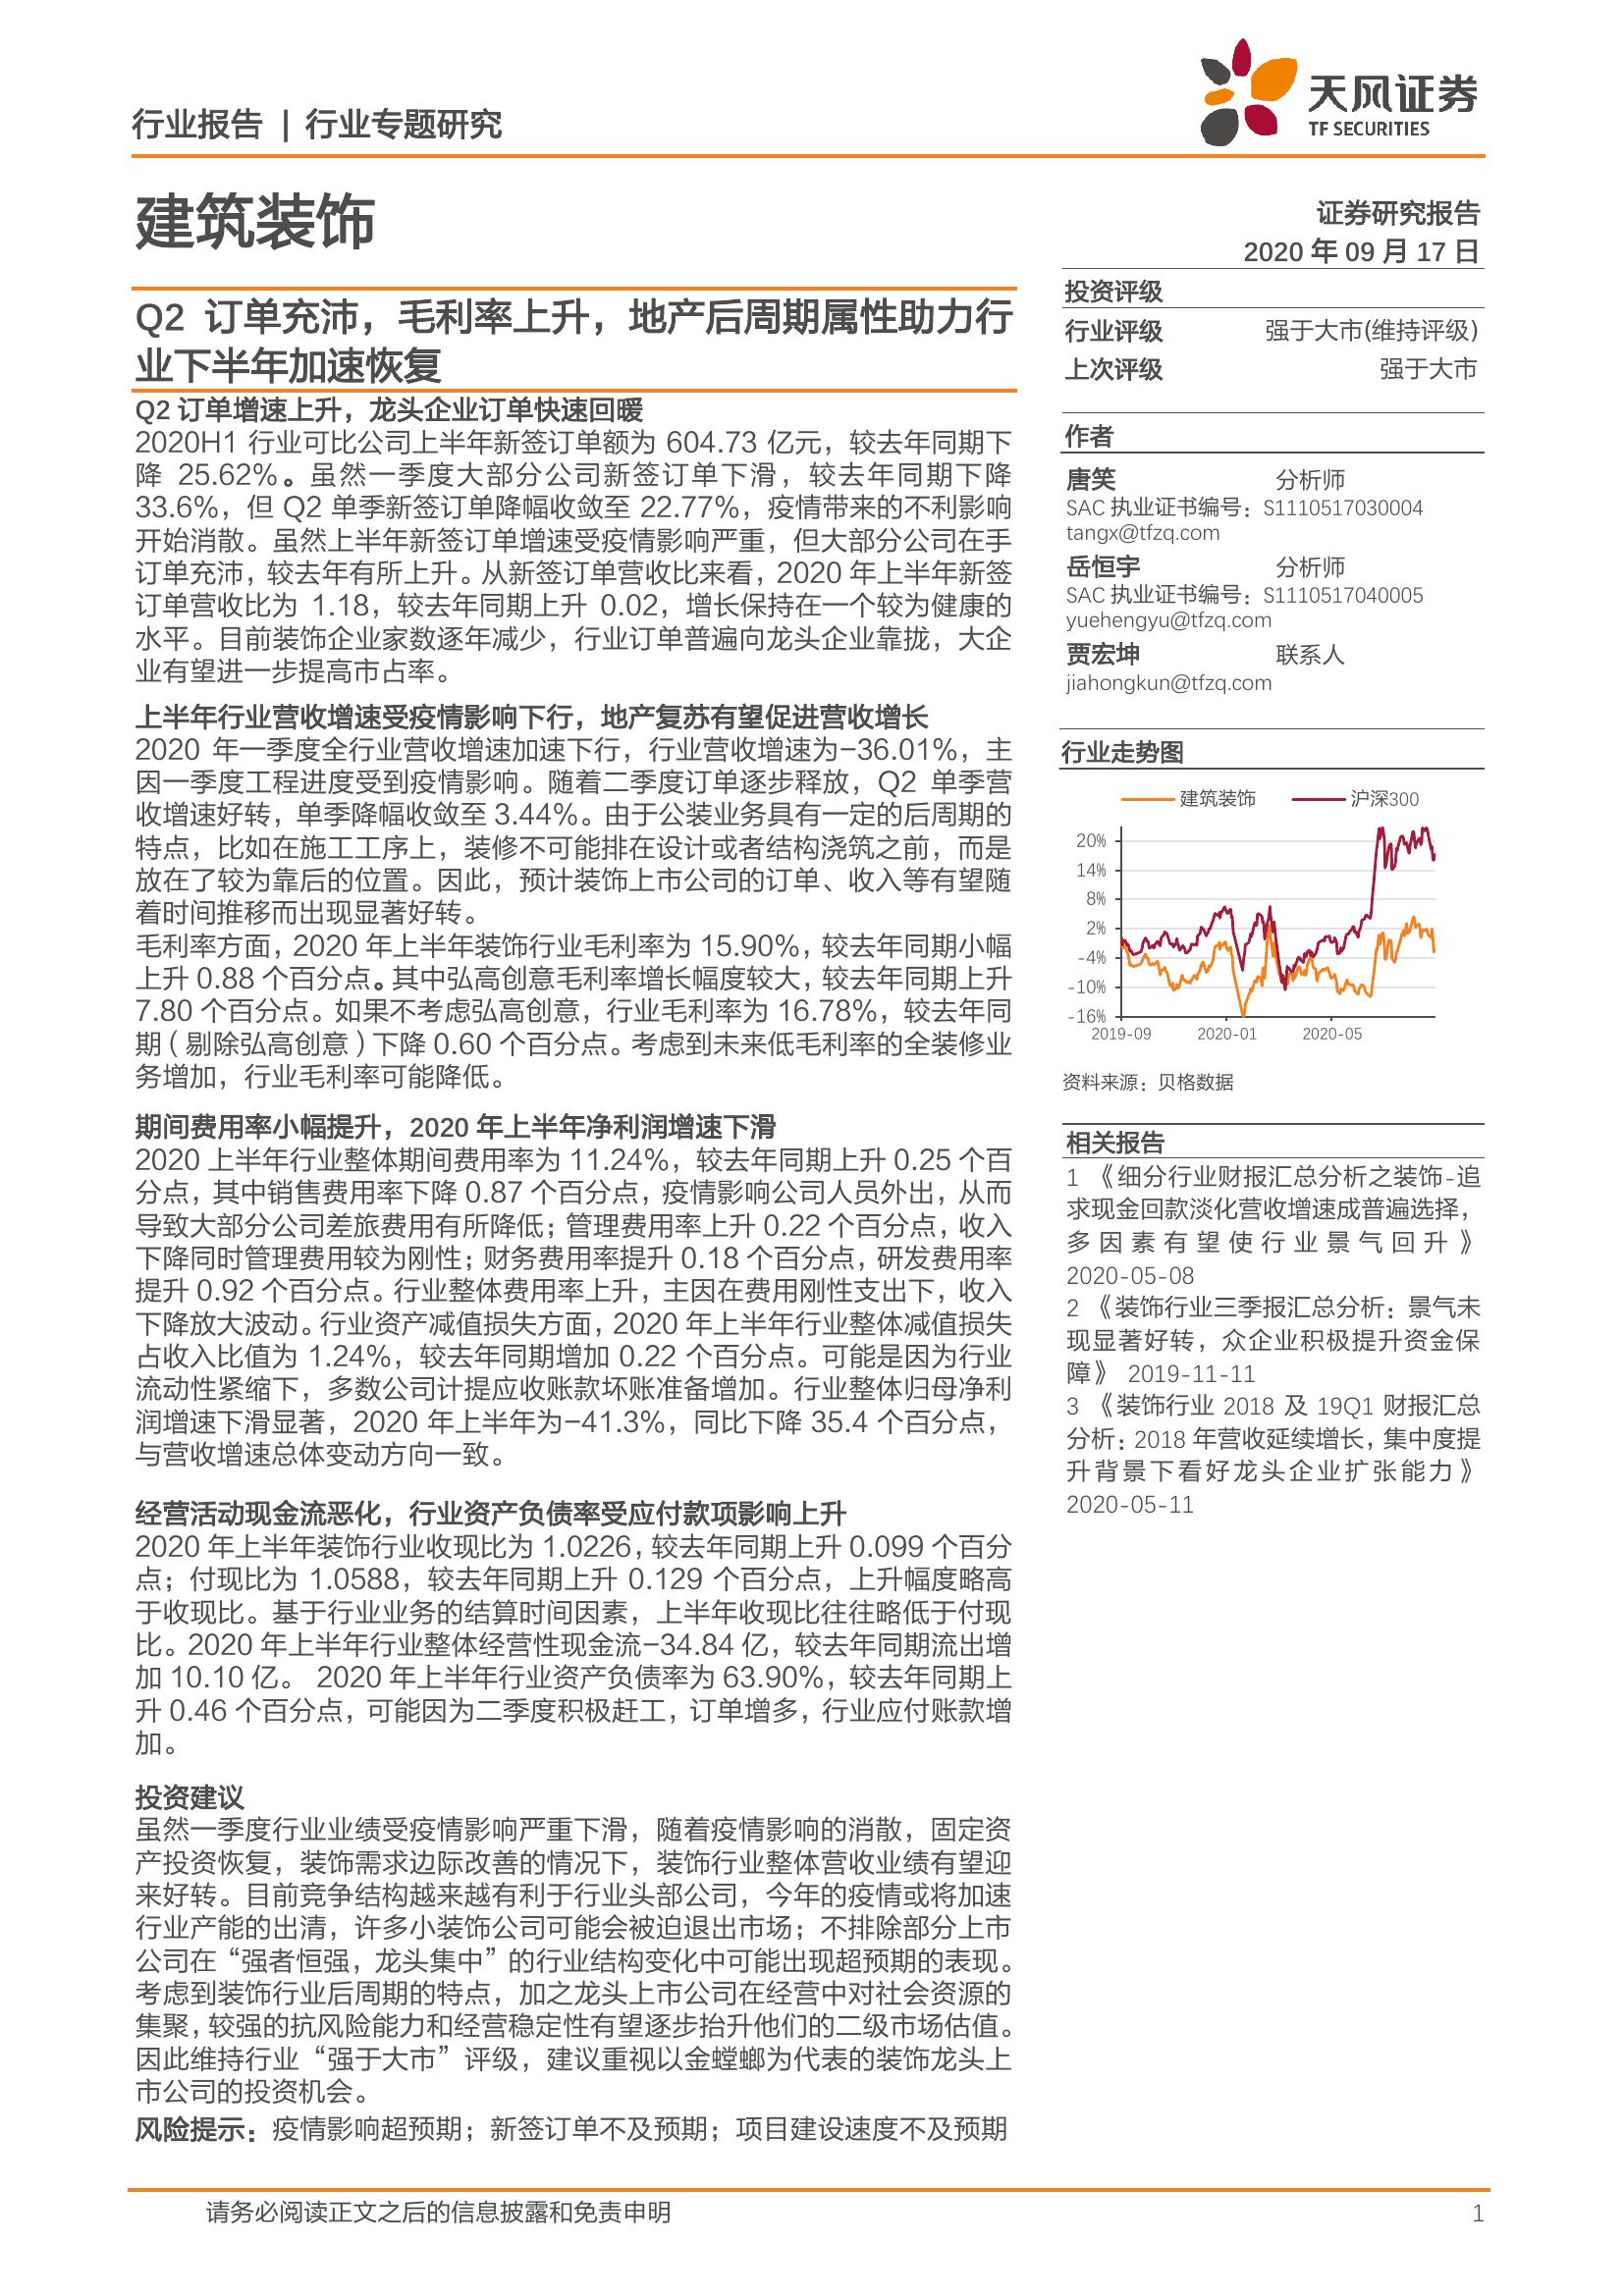 行业报告 | 行业专题研究
天风证券
TF SECURITIES
建筑装饰
证券研究报告
2020 年 09 月 17 日
Q2 订单充沛，毛利率上升，地产后周期属性助力行
业下半年加速恢复
Q2 订单增速上升，龙头企业订单快速回暖
2020H1 行业可比公司上半年新签订单额为 604.73 亿元，较去年同期下
降 25.62%。虽然一季度大部分公司新签订单下滑，较去年同期下降
33.6%，但 Q2 单季新签订单降幅收敛至 22.77%，疫情带来的不利影响
开始消散。虽然上半年新签订单增速受疫情影响严重，但大部分公司在手
订单充沛，较去年有所上升。从新签订单营收比来看，2020 年上半年新签
订单营收比为 1.18，较去年同期上升 0.02，增长保持在一个较为健康的
水平。目前装饰企业家数逐年减少，行业订单普遍向龙头企业靠拢，大企
业有望进一步提高市占率。
上半年行业营收增速受疫情影响下行，地产复苏有望促进营收增长
2020 年一季度全行业营收增速加速下行，行业营收增速为-36.01%，主
因一季度工程进度受到疫情影响。随着二季度订单逐步释放，Q2 单季营
收增速好转，单季降幅收敛至 3.44%。由于公装业务具有一定的后周期的
特点，比如在施工工序上，装修不可能排在设计或者结构浇筑之前，而是
放在了较为靠后的位置。因此，预计装饰上市公司的订单、收入等有望随
着时间推移而出现显著好转。
毛利率方面，2020 年上半年装饰行业毛利率为 15.90%，较去年同期小幅
上升 0.88 个百分点。其中弘高创意毛利率增长幅度较大，较去年同期上升
7.80 个百分点。如果不考虑弘高创意，行业毛利率为 16.78%，较去年同
期（剔除弘高创意）下降 0.60 个百分点。考虑到未来低毛利率的全装修业
务增加，行业毛利率可能降低。
期间费用率小幅提升，2020 年上半年净利润增速下滑
2020 上半年行业整体期间费用率为 11.24%，较去年同期上升 0.25 个百
分点，其中销售费用率下降 0.87 个百分点，疫情影响公司人员外出，从而
导致大部分公司差旅费用有所降低；管理费用率上升 0.22 个百分点，收入
下降同时管理费用较为刚性；财务费用率提升 0.18 个百分点，研发费用率
提升 0.92 个百分点。行业整体费用率上升，主因在费用刚性支出下，收入
下降放大波动。行业资产减值损失方面，2020 年上半年行业整体减值损失
占收入比值为 1.24%，较去年同期增加 0.22 个百分点。可能是因为行业
流动性紧缩下，多数公司计提应收账款坏账准备增加。行业整体归母净利
润增速下滑显著，2020 年上半年为-41.3%，同比下降 35.4 个百分点，
与营收增速总体变动方向一致。
经营活动现金流恶化，行业资产负债率受应付款项影响上升
2020 年上半年装饰行业收现比为 1.0226，较去年同期上升 0.099 个百分
点；付现比为 1.0588，较去年同期上升 0.129 个百分点，上升幅度略高
于收现比。基于行业业务的结算时间因素，上半年收现比往往略低于付现
比。2020 年上半年行业整体经营性现金流-34.84 亿，较去年同期流出增
加 10.10 亿。 2020 年上半年行业资产负债率为 63.90%，较去年同期上
升 0.46 个百分点，可能因为二季度积极赶工，订单增多，行业应付账款增
加。
投资建议
虽然一季度行业业绩受疫情影响严重下滑，随着疫情影响的消散，固定资
产投资恢复，装饰需求边际改善的情况下，装饰行业整体营收业绩有望迎
来好转。目前竞争结构越来越有利于行业头部公司，今年的疫情或将加速
行业产能的出清，许多小装饰公司可能会被迫退出市场；不排除部分上市
公司在“强者恒强，龙头集中”的行业结构变化中可能出现超预期的表现。
考虑到装饰行业后周期的特点，加之龙头上市公司在经营中对社会资源的
集聚，较强的抗风险能力和经营稳定性有望逐步抬升他们的二级市场估值。
因此维持行业“强于大市”评级，建议重视以金螳螂为代表的装饰龙头上
市公司的投资机会。
风险提示：疫情影响超预期；新签订单不及预期；项目建设速度不及预期
投资评级
行业评级 强于大市(维持评级)
上次评级 强于大市
作者
唐笑 分析师
SAC 执业证书编号：S1110517030004
tangx@tfzq.com
岳恒宇 分析师
SAC 执业证书编号：S1110517040005
yuehengyu@tfzq.com
贾宏坤 联系人
jiahongkun@tfzq.com
行业走势图
建筑装饰 沪深300
20%
14%
8%
2%
-4%
-10%
-16%
2019-09 2020-01 2020-05
资料来源：贝格数据
相关报告
1 《细分行业财报汇总分析之装饰-追
求现金回款淡化营收增速成普遍选择，
多因素有望使行业景气回升》
2020-05-08
2 《装饰行业三季报汇总分析：景气未
现显著好转，众企业积极提升资金保
障》 2019-11-11
3 《装饰行业 2018 及 19Q1 财报汇总
分析：2018 年营收延续增长，集中度提
升背景下看好龙头企业扩张能力》
2020-05-11
请务必阅读正文之后的信息披露和免责申明
1